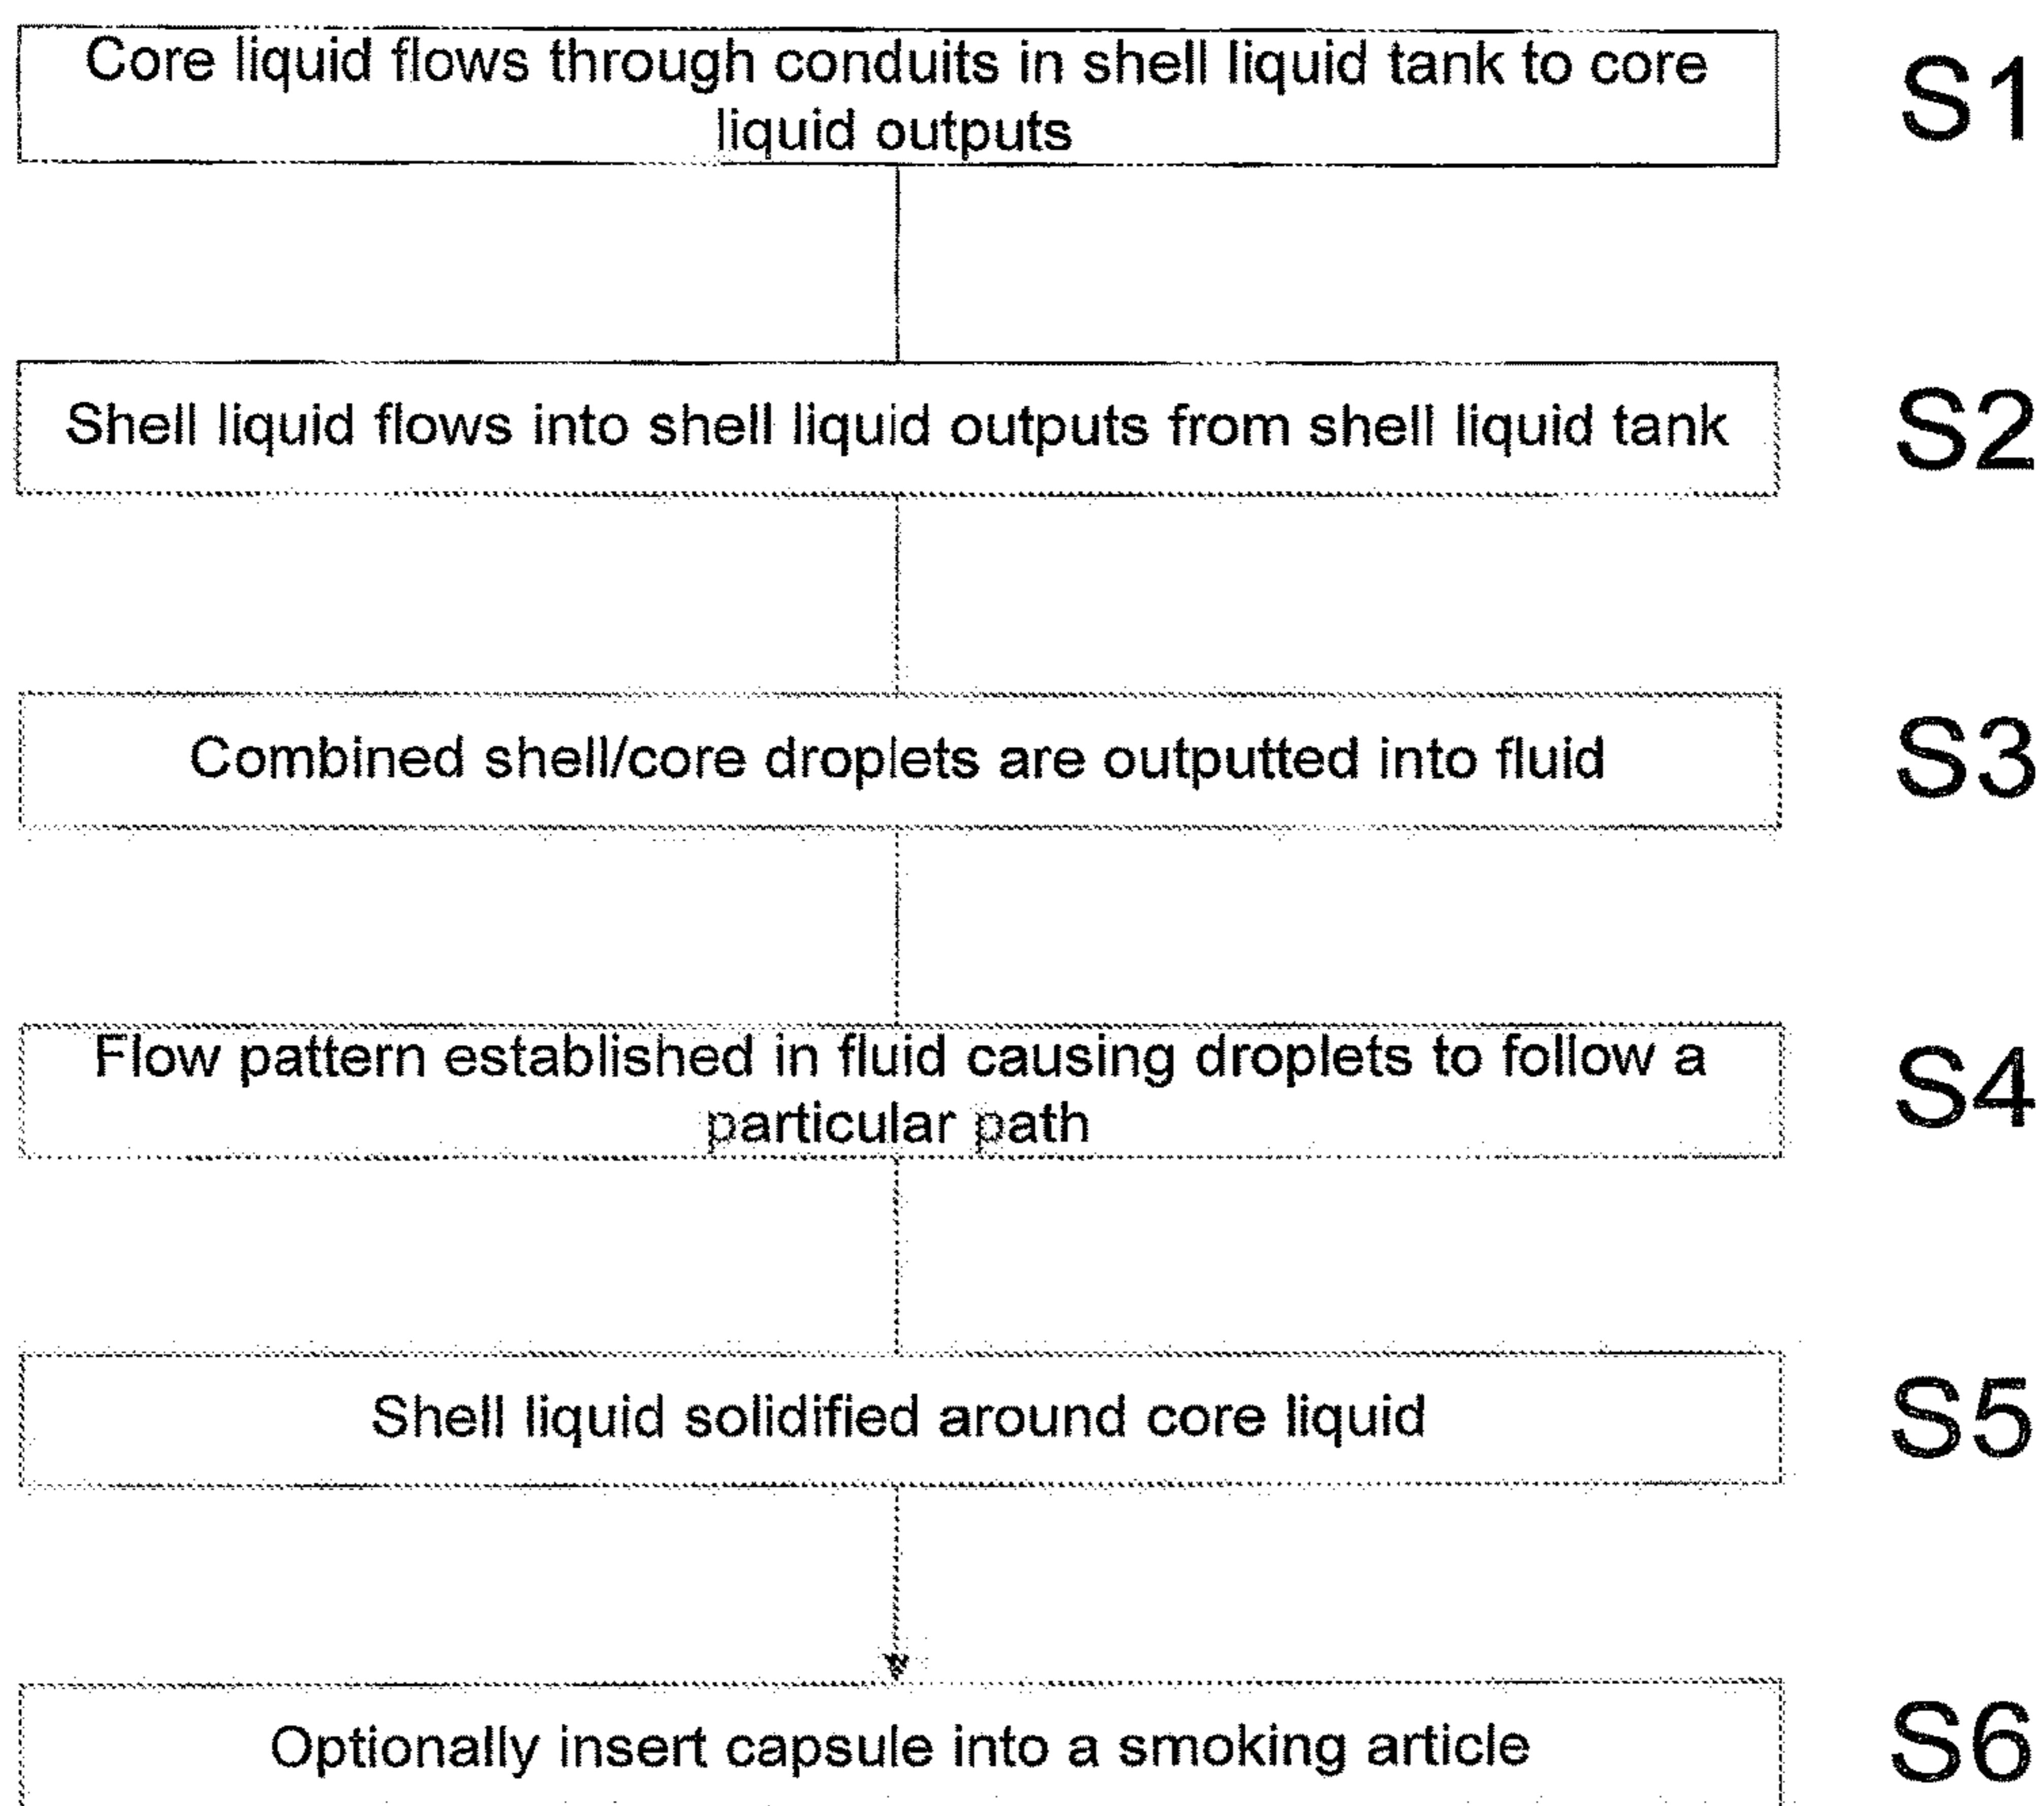 Core liquid flows through conduits in shell liquid tank to core
liquid outputs
S1
Shell liquid flows into shell liquid outputs from shell liquid tank
S2
Combined shell/core droplets are outputted into fluid
S3
Flow pattern established in fluid causing droplets to follow a
particular path
S4
Shell liquid solidified around core liquid
S5
Optionally insert capsule into a smoking article
S6